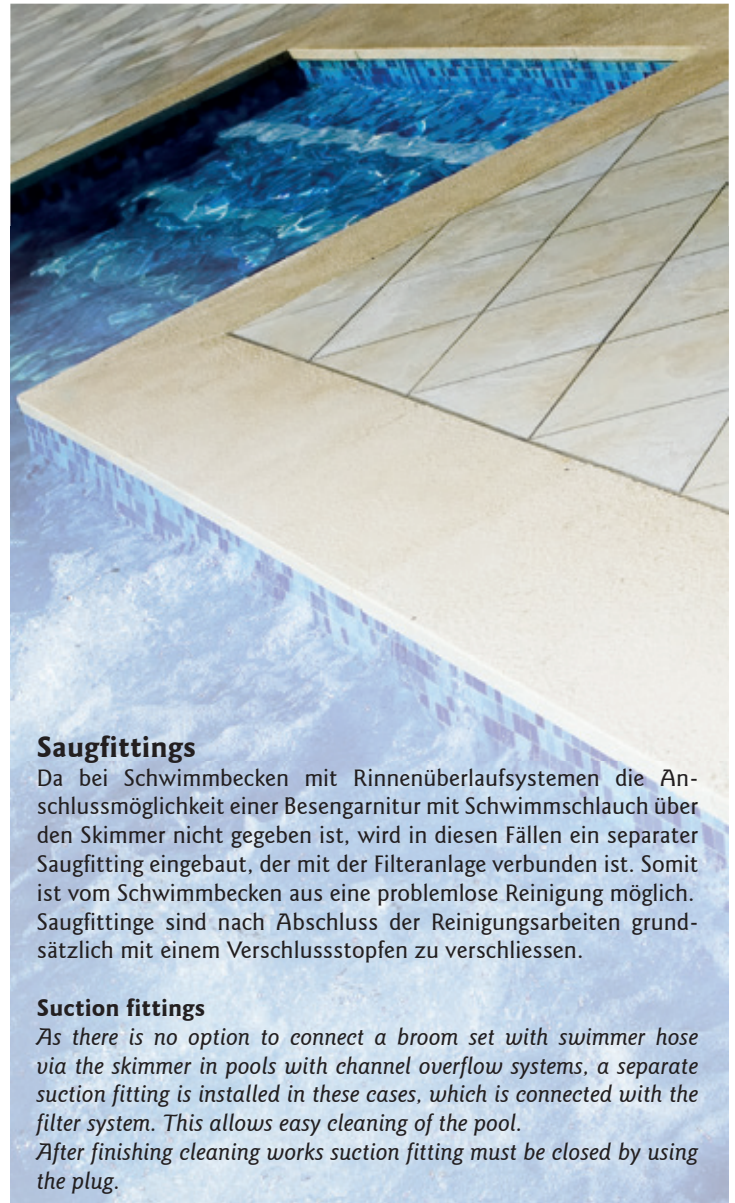 Saugfittings
Da bei Schwimmbecken mit Rinnenüberlaufsystemen die An-
schlussmöglichkeit einer Besengarnitur mit Schwimmschlauch über
den Skimmer nicht gegeben ist, wird in diesen Fällen ein separater
Saugfitting eingebaut, der mit der Filteranlage verbunden ist. Somit
ist vom Schwimmbecken aus eine problemlose Reinigung möglich.
Saugfittinge sind nach Abschluss der Reinigungsarbeiten grund-
sätzlich mit einem Verschlussstopfen zu verschliessen.
Suction fittings
As there is no option to connect a broom set with swimmer hose
via the skimmer in pools with channel overflow systems, a separate
suction fitting is installed in these cases, which is connected with the
filter system. This allows easy cleaning of the pool.
After finishing cleaning works suction fitting must be closed by using
the plug.